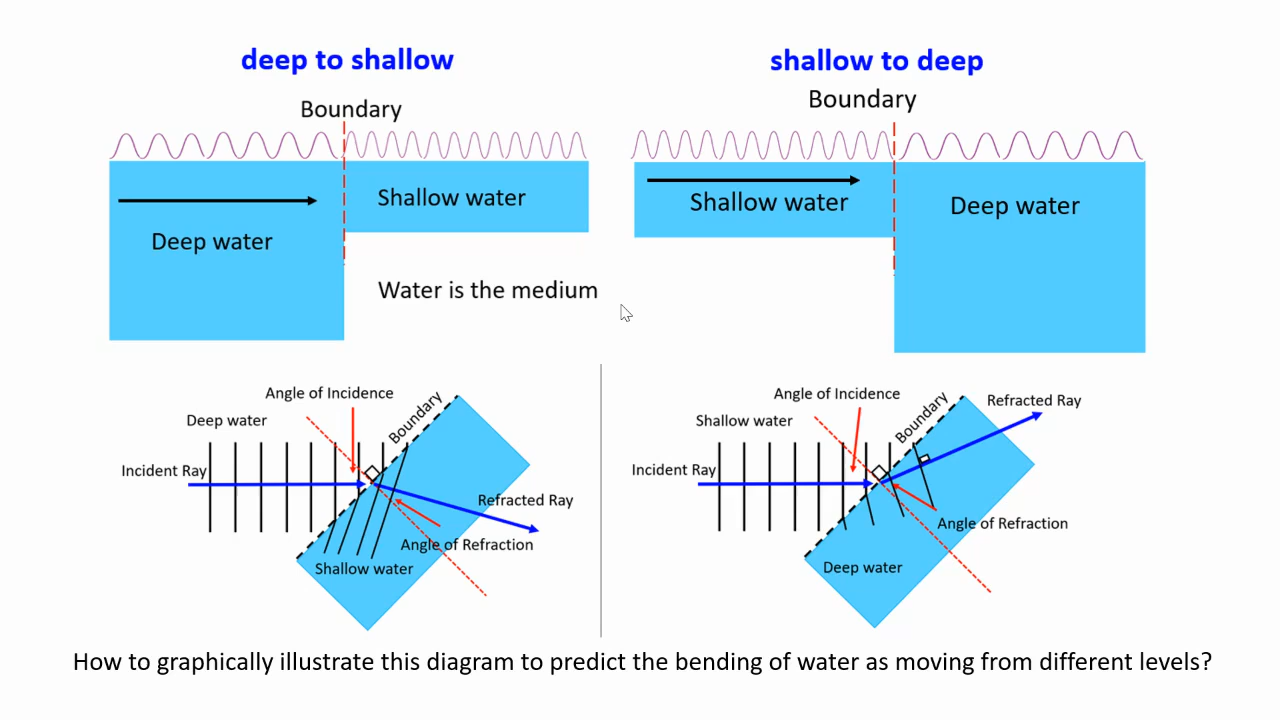 deep to shallow
Boundary
Shallow water
Deep water
Water is the medium
shallow to deep
Boundary
Shallow water
Deep water
Angle of Incidence
Deep water
Boundary
Incident Ray
Refracted Ray
Angle of Refraction
Shallow water
Angle of Incidence
Refracted Ray
Shallow water
Boundary
Incident Ray
Angle of Refraction
Deep water
How to graphically illustrate this diagram to predict the bending of water as moving from different levels?